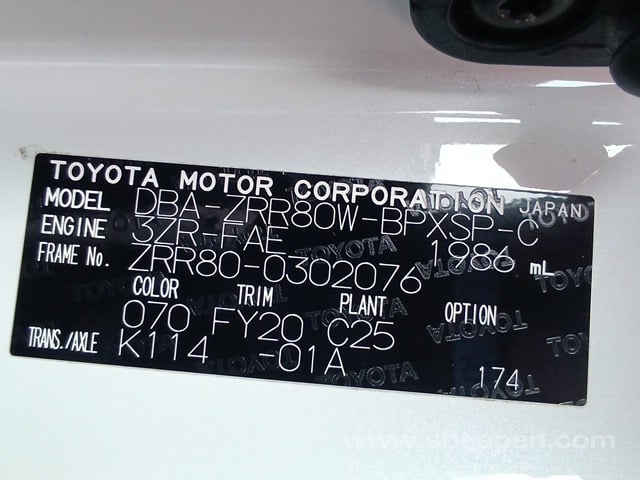 TOYOTA MOTOR CORPORATION JAPAN
MODEL DBA-ZRR80W-BPXSP-C
ENGINE 3ZR-FAE 1986 mL
FRAME No. ZRR80-0302076
COLOR TRIM PLANT OPTION
070 FY20 C25
TRANS./AXLE K114 -01A
174
www.sbtjapan.com